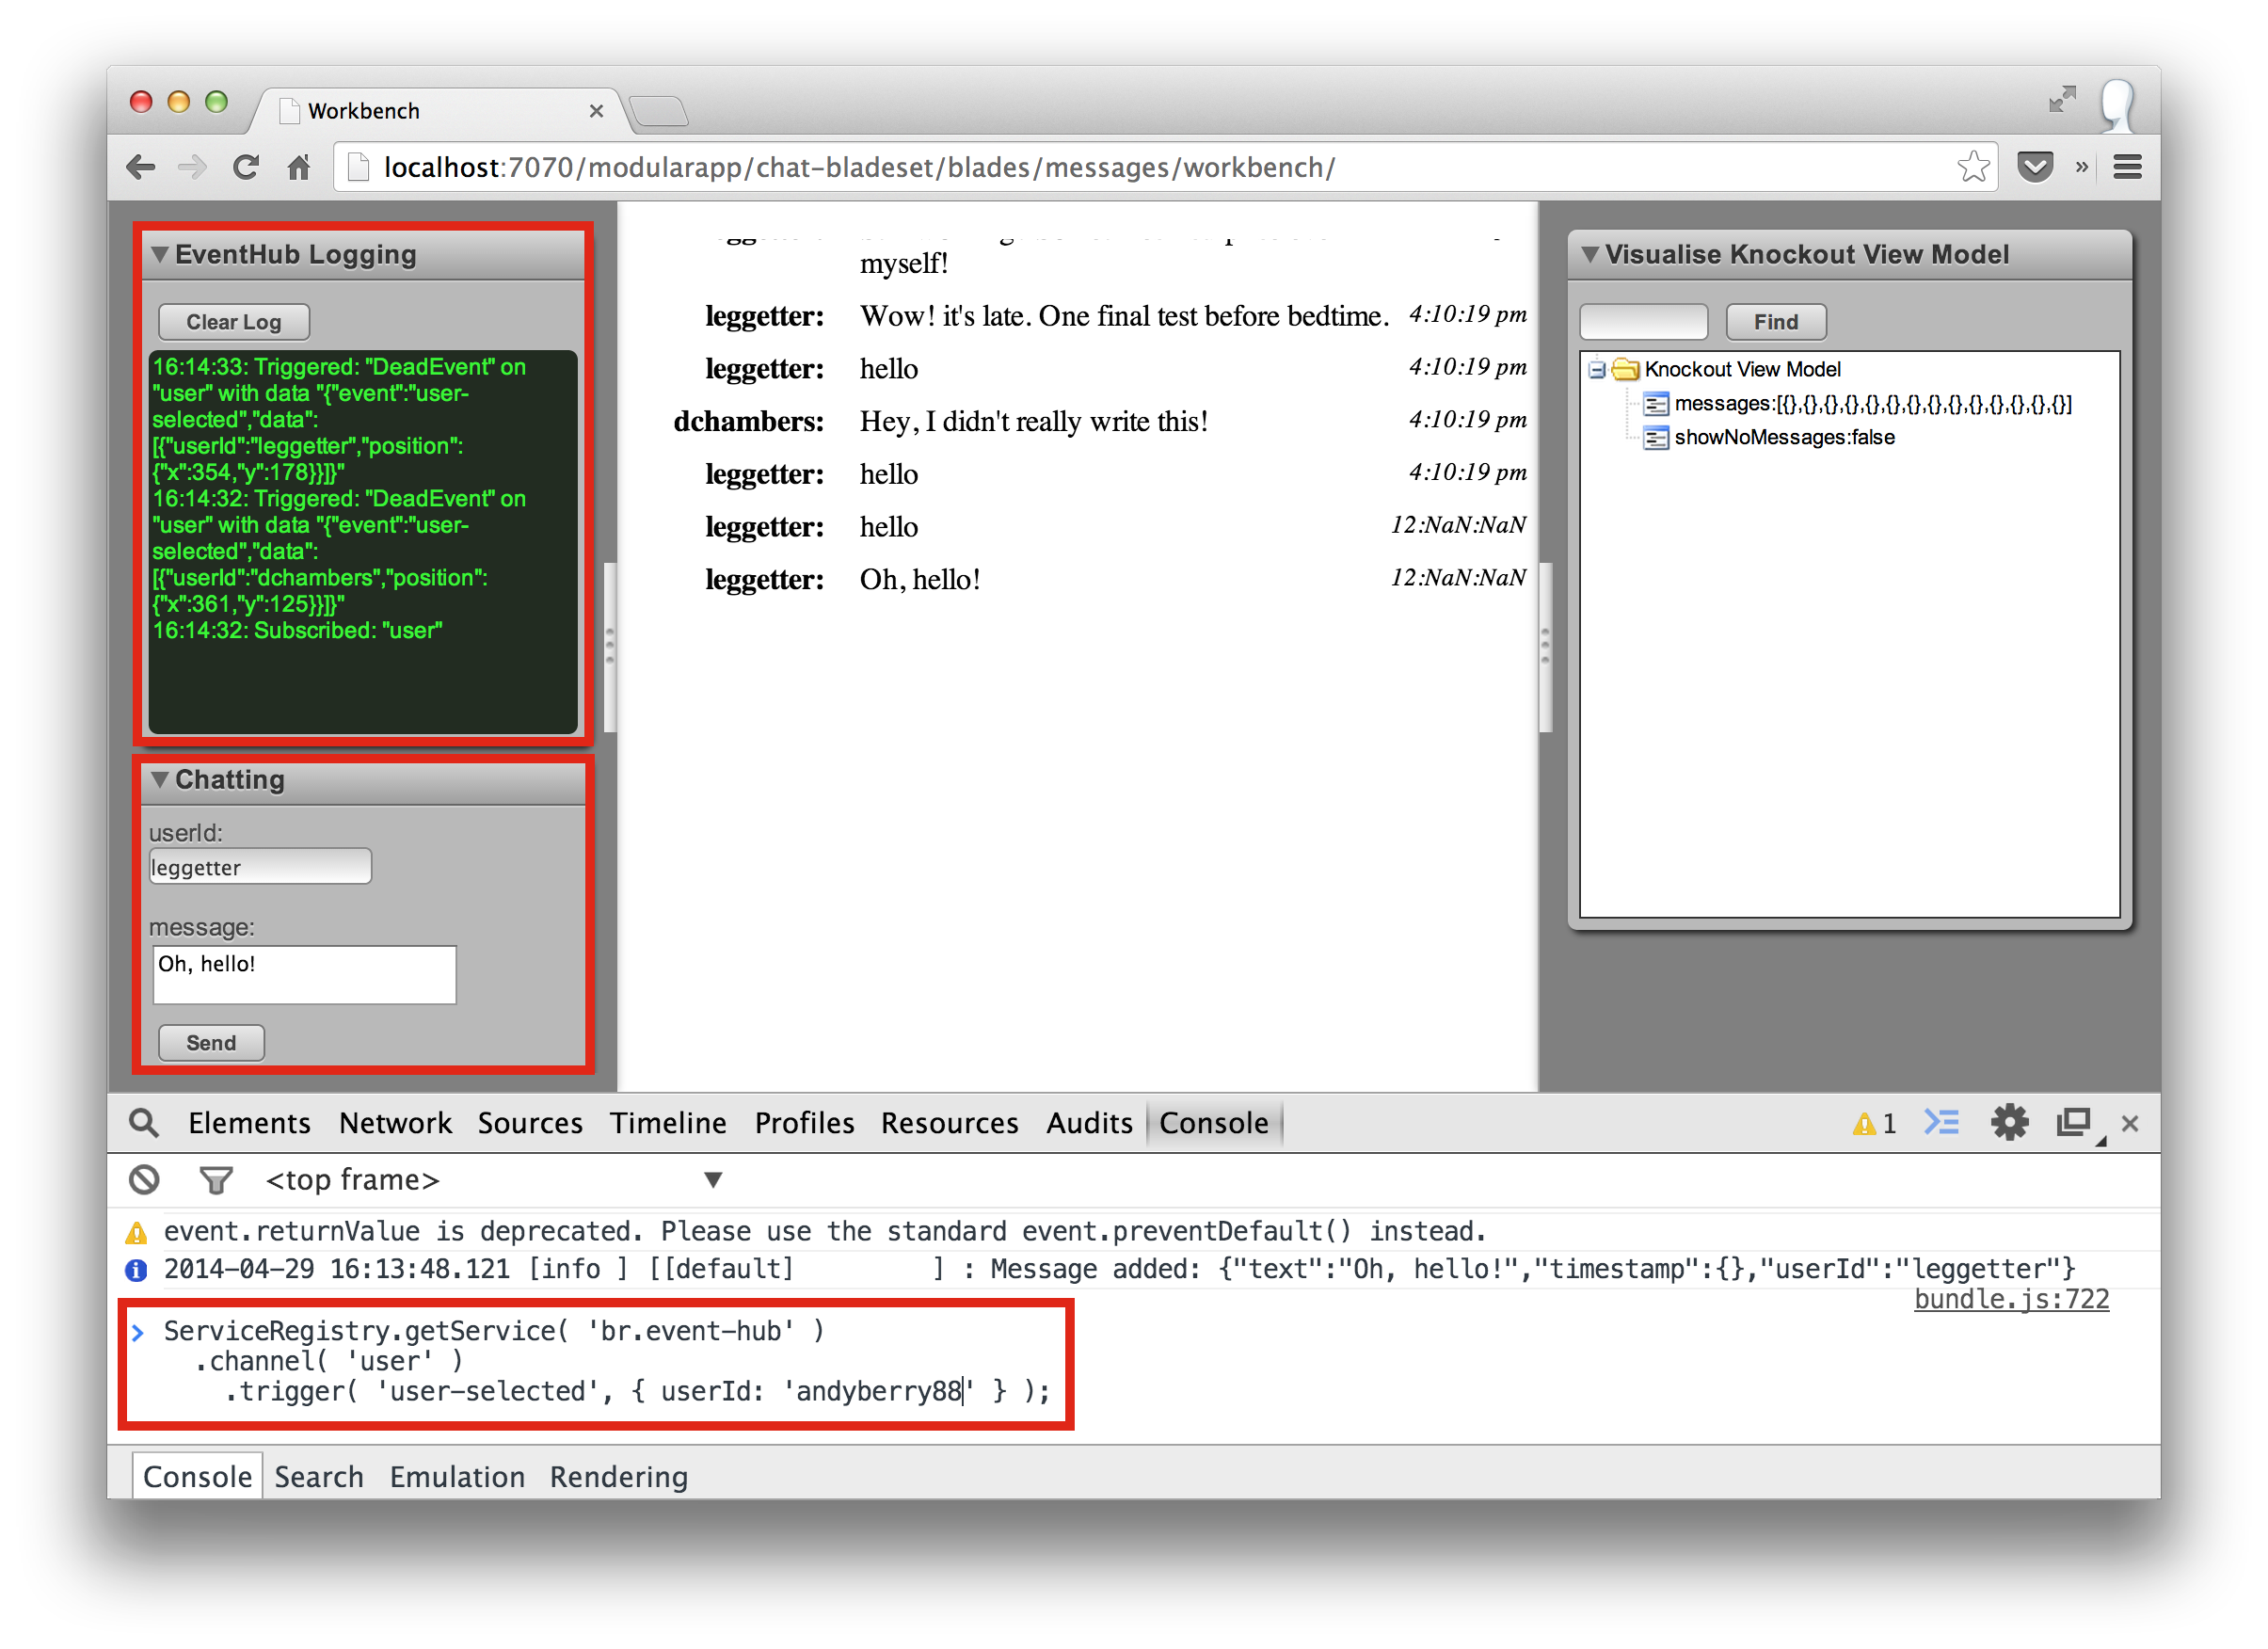 Workbench
localhost:7070/modularapp/chat-bladeset/blades/messages/workbench/
EventHub Logging
Clear Log
16:14:33: Triggered: "DeadEvent" on
"user" with data "{"event":"user-
selected","data":
[{"userId":"leggetter","position":
{"x":354,"y":178}}]}"
16:14:32: Triggered: "DeadEvent" on
"user" with data "{"event":"user-
selected","data":
[{"userId":"dchambers","position":
{"x":361,"y":125}}]}"
16:14:32: Subscribed: "user"
Chatting
userId:
leggetter
message:
Oh, hello!
Send
myself!
leggetter: Wow! it's late. One final test before bedtime. 4:10:19 pm
leggetter: hello 4:10:19 pm
dchambers: Hey, I didn't really write this! 4:10:19 pm
leggetter: hello 4:10:19 pm
leggetter: hello 12:NaN:NaN
leggetter: Oh, hello! 12:NaN:NaN
Visualise Knockout View Model
Find
Knockout View Model
messages:[{},{},{},{},{},{},{},{},{},{},{},{},{},{}]
showNoMessages:false
Elements Network Sources Timeline Profiles Resources Audits Console 1
<top frame>
event.returnValue is deprecated. Please use the standard event.preventDefault() instead.
2014-04-29 16:13:48.121 [info ] [[default] ] : Message added: {"text":"Oh, hello!","timestamp":{},"userId":"leggetter"}
bundle.js:722
> ServiceRegistry.getService( 'br.event-hub' )
.channel( 'user' )
.trigger( 'user-selected', { userId: 'andyberry88' } );
Console Search Emulation Rendering